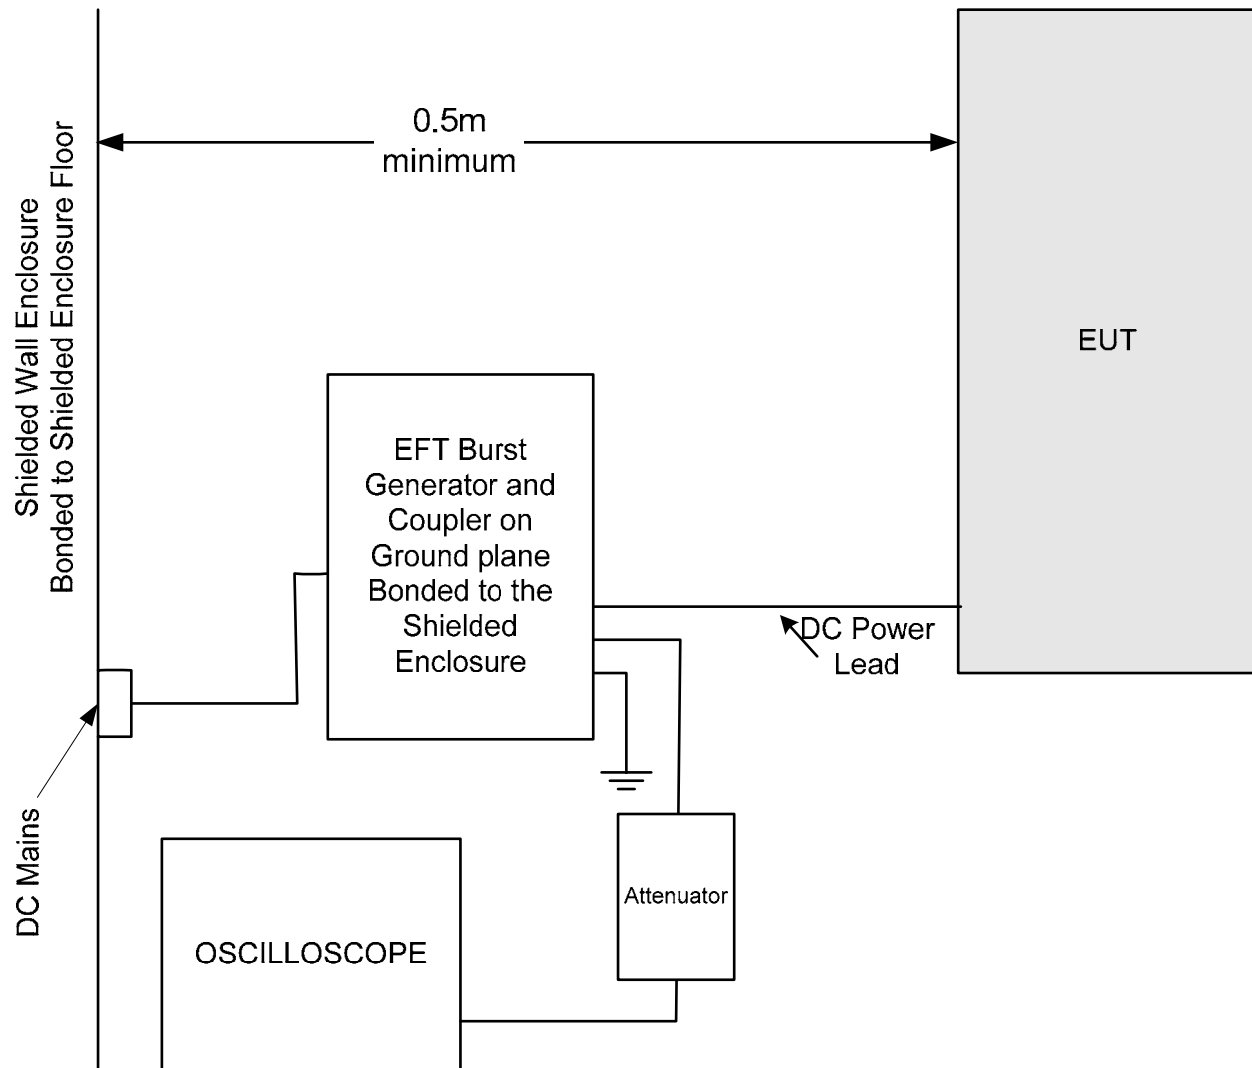 0.5m
minimum
Shielded Wall Enclosure
Bonded to Shielded Enclosure Floor
EUT
EFT Burst
Generator and
Coupler on
Ground plane
Bonded to the
Shielded
Enclosure
DC Power
Lead
DC Mains
Attenuator
OSCILLOSCOPE